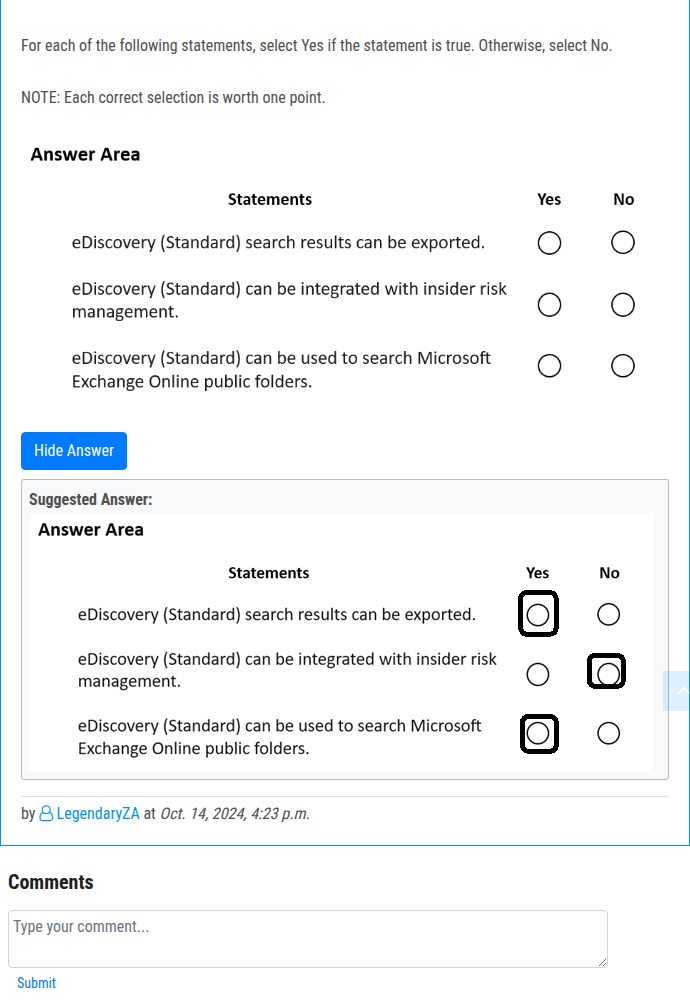 For each of the following statements, select Yes if the statement is true. Otherwise, select No.
NOTE: Each correct selection is worth one point.
Answer Area
Statements Yes No
eDiscovery (Standard) search results can be exported.
eDiscovery (Standard) can be integrated with insider risk
management.
eDiscovery (Standard) can be used to search Microsoft
Exchange Online public folders.
Hide Answer
Suggested Answer:
Answer Area
Statements Yes No
eDiscovery (Standard) search results can be exported.
eDiscovery (Standard) can be integrated with insider risk
management.
eDiscovery (Standard) can be used to search Microsoft
Exchange Online public folders.
by LegendaryZA at Oct. 14, 2024, 4:23 p.m.
Comments
Type your comment...
Submit